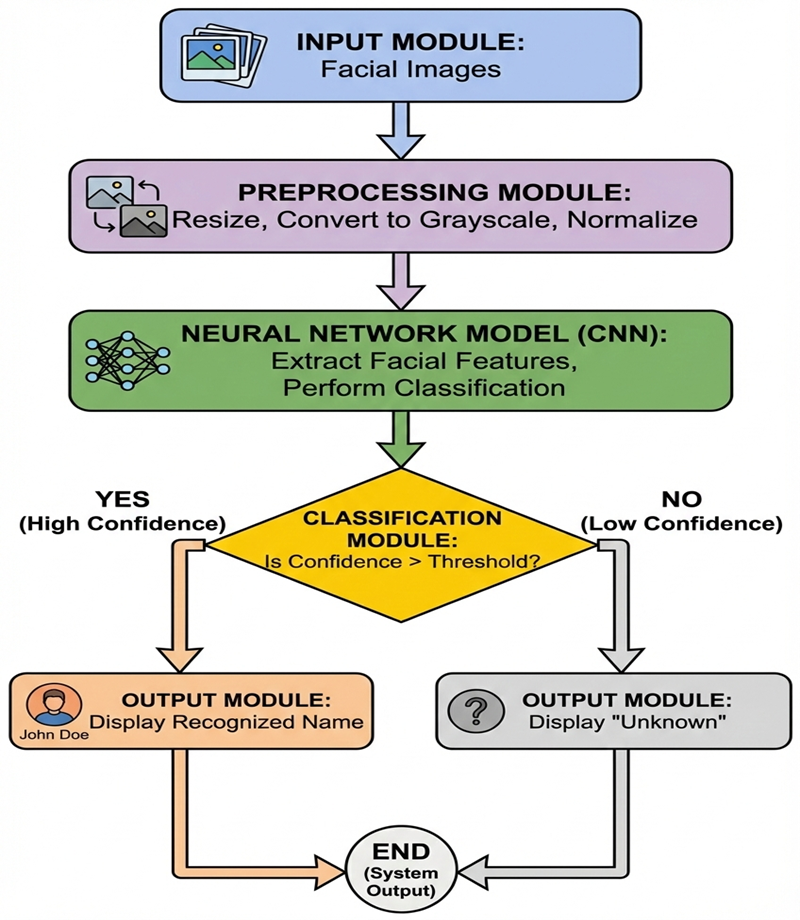 INPUT MODULE:
Facial Images
PREPROCESSING MODULE:
Resize, Convert to Grayscale, Normalize
NEURAL NETWORK MODEL (CNN):
Extract Facial Features,
Perform Classification
YES
(High Confidence)
NO
(Low Confidence)
CLASSIFICATION
MODULE:
Is Confidence > Threshold?
OUTPUT MODULE:
Display Recognized Name
John Doe
?
OUTPUT MODULE:
Display "Unknown"
END
(System
Output)